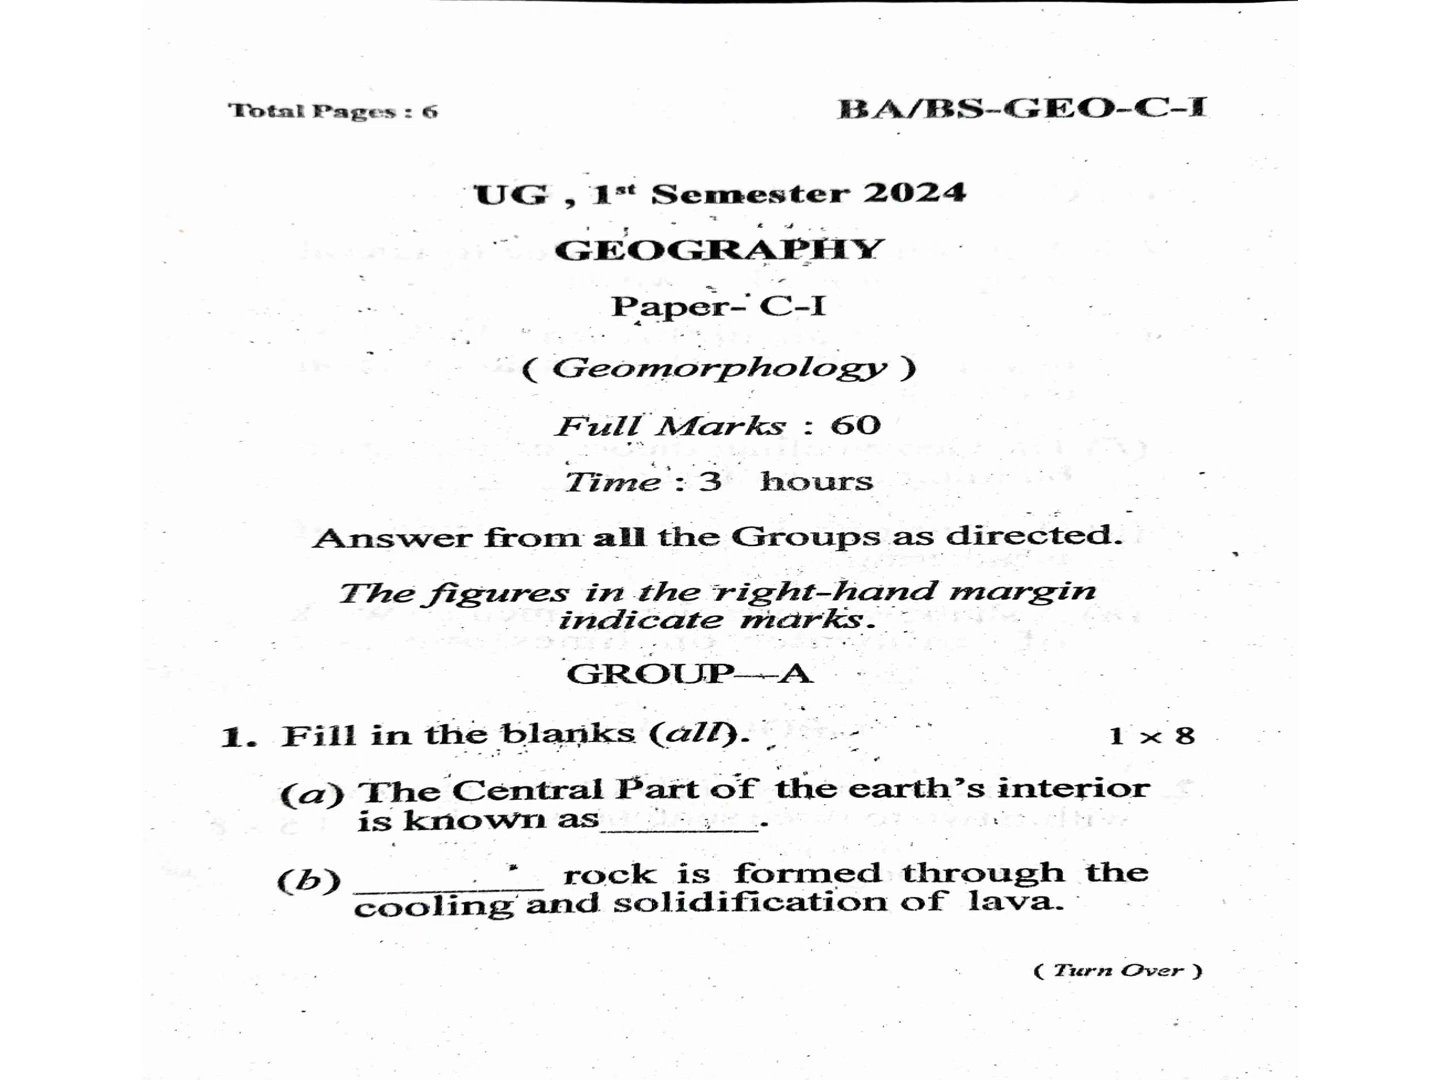 Total Pages : 6
BA/BS-GEO-C-I
UG , 1st Semester 2024
GEOGRAPHY
Paper- C-I
( Geomorphology )
Full Marks : 60
Time : 3 hours
Answer from all the Groups as directed.
The figures in the right-hand margin
indicate marks.
GROUP—A
1. Fill in the blanks (all). 1 × 8
(a) The Central Part of the earth's interior
is known as________.
(b) _________ rock is formed through the
cooling and solidification of lava.
( Turn Over )